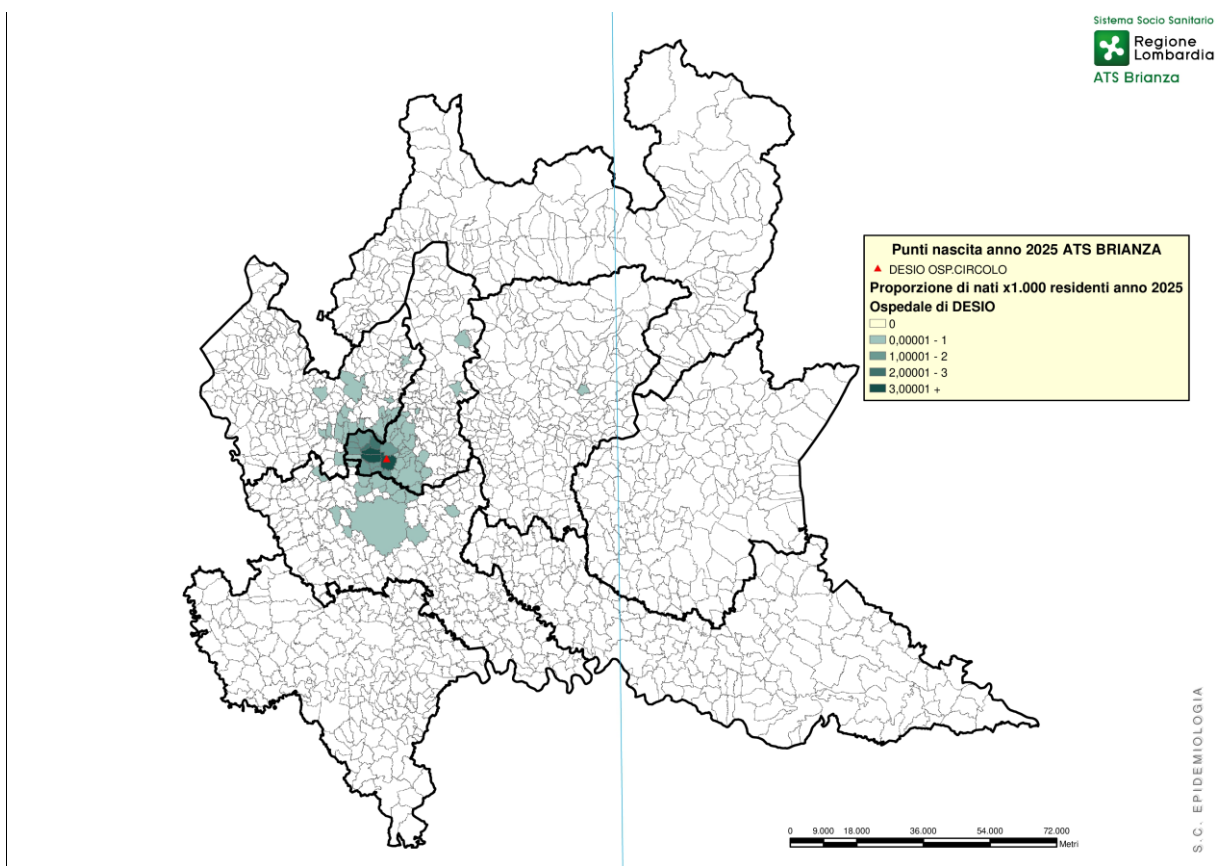 Sistema Socio Sanitario
Regione
Lombardia
ATS Brianza
Punti nascita anno 2025 ATS BRIANZA
DESIO OSP.CIRCOLO
Proporzione di nati x1.000 residenti anno 2025
Ospedale di DESIO
0
0,00001 - 1
1,00001 - 2
2,00001 - 3
3,00001 +
S.C. EPIDEMIOLOGIA
0 9.000 18.000 36.000 54.000 72.000
Metri